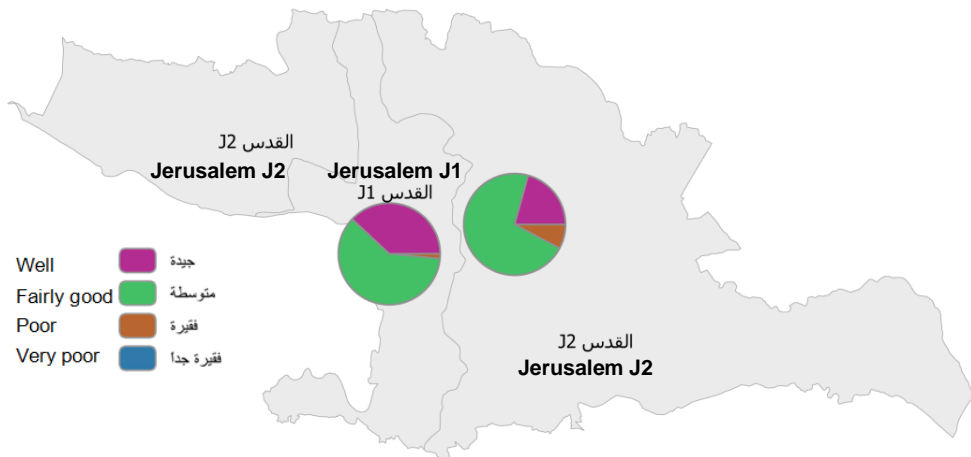 القدس J2
Jerusalem J2
Jerusalem J1
القدس J1
Well
جيدة
Fairly good
متوسطة
Poor
فقيرة
Very poor
فقيرة جداً
القدس J2
Jerusalem J2